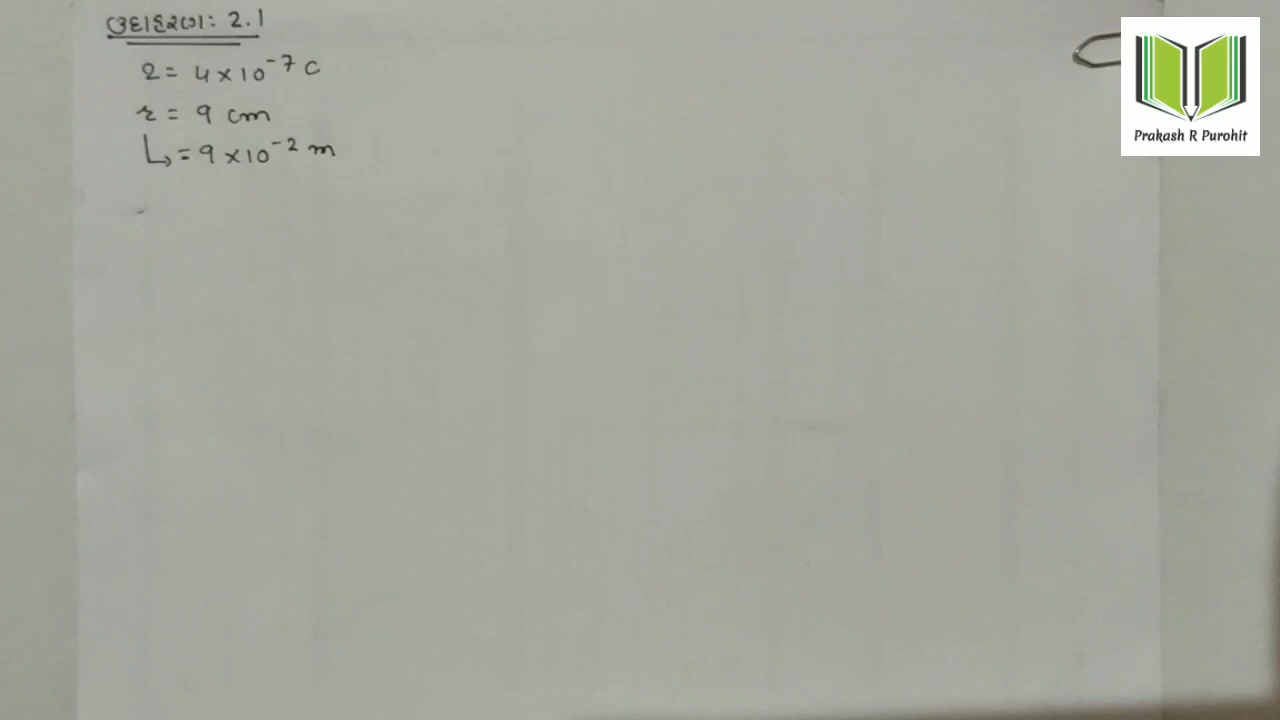 ઉદાહરણ: 2.1
q = 4 × 10⁻⁷ C
r = 9 cm
↳ = 9 × 10⁻² m
Prakash R Purohit